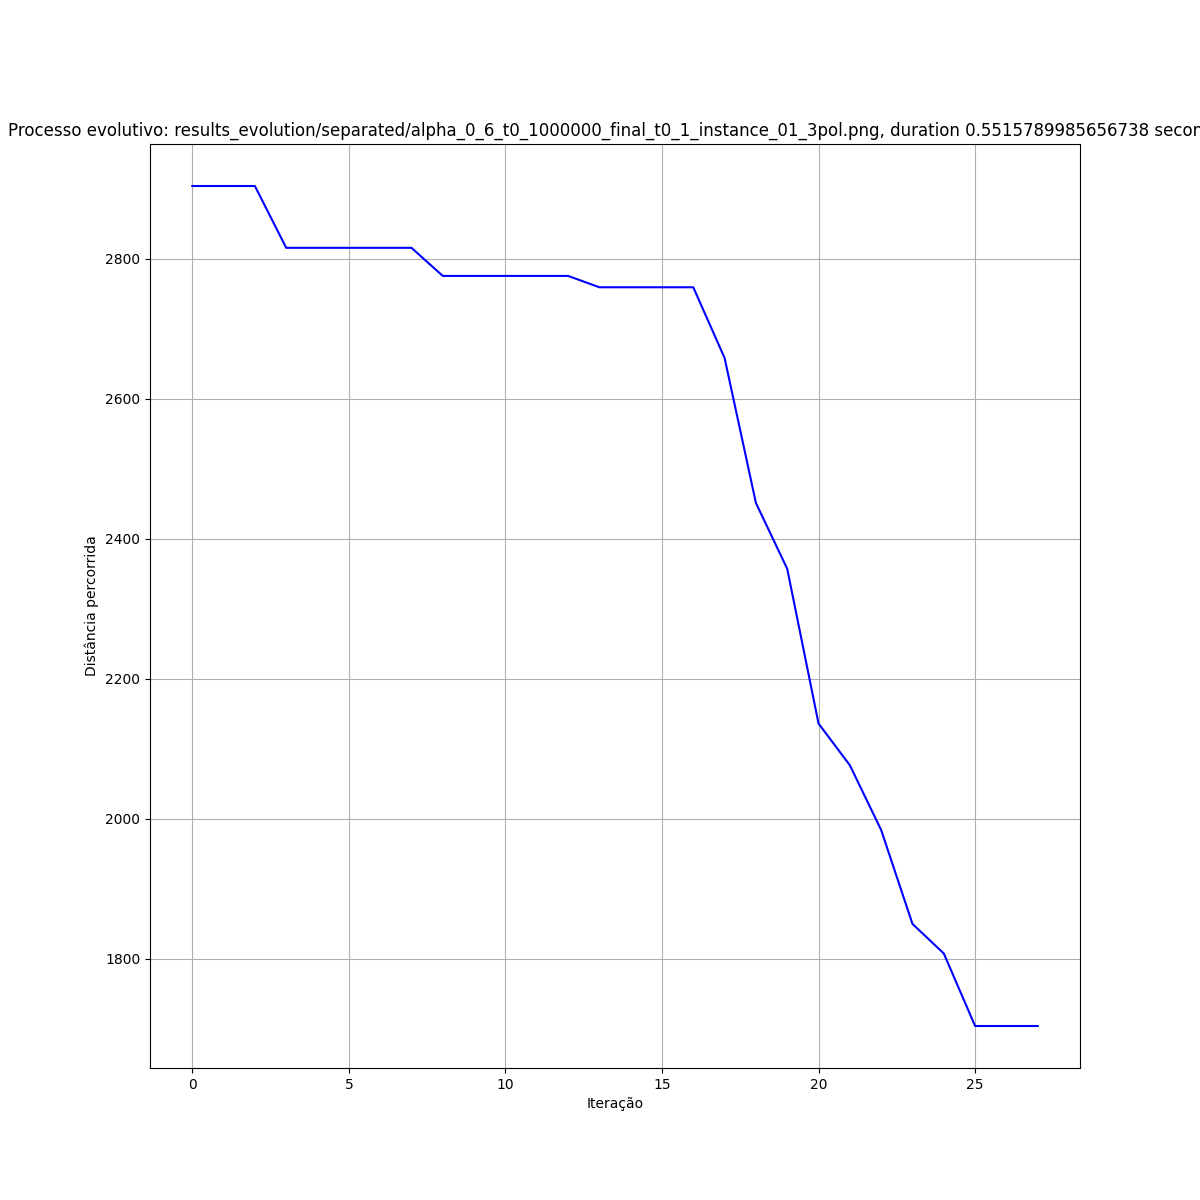 Processo evolutivo: results_evolution/separated/alpha_0_6_t0_1000000_final_t0_1_instance_01_3pol.png, duration 0.5515789985656738 secon
2800
2600
2400
2200
2000
1800
Distância percorrida
0 5 10 15 20 25
Iteração